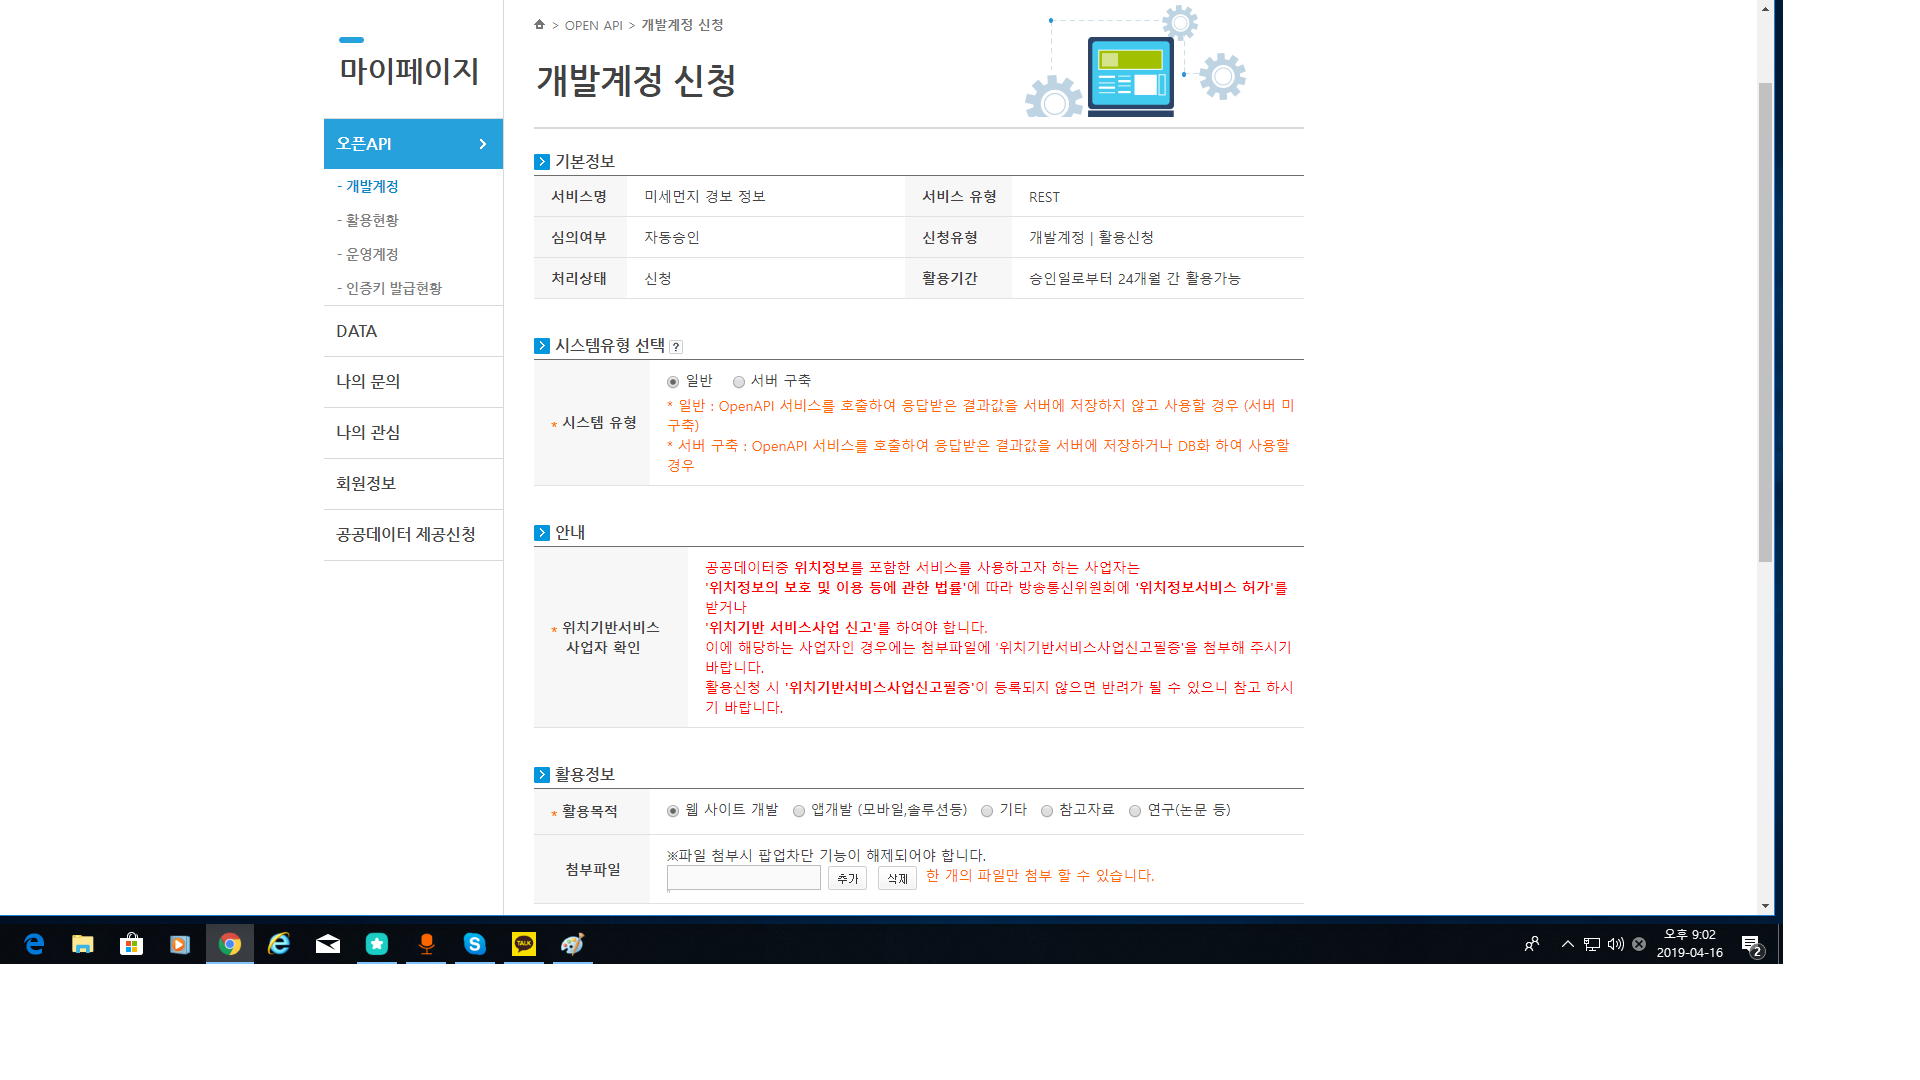 > OPEN API > 개발계정 신청
마이페이지
개발계정 신청
오픈API
- 개발계정
- 활용현황
- 운영계정
- 인증키 발급현황
DATA
나의 문의
나의 관심
회원정보
공공데이터 제공신청
기본정보
서비스명 미세먼지 경보 정보 서비스 유형 REST
심의여부 자동승인 신청유형 개발계정 | 활용신청
처리상태 신청 활용기간 승인일로부터 24개월 간 활용가능
시스템유형 선택 ?
* 시스템 유형
일반 서버 구축
* 일반 : OpenAPI 서비스를 호출하여 응답받은 결과값을 서버에 저장하지 않고 사용할 경우 (서버 미
구축)
* 서버 구축 : OpenAPI 서비스를 호출하여 응답받은 결과값을 서버에 저장하거나 DB화 하여 사용할
경우
안내
* 위치기반서비스
사업자 확인
공공데이터중 위치정보를 포함한 서비스를 사용하고자 하는 사업자는
'위치정보의 보호 및 이용 등에 관한 법률'에 따라 방송통신위원회에 '위치정보서비스 허가'를
받거나
'위치기반 서비스사업 신고'를 하여야 합니다.
이에 해당하는 사업자인 경우에는 첨부파일에 '위치기반서비스사업신고필증'을 첨부해 주시기
바랍니다.
활용신청 시 '위치기반서비스사업신고필증'이 등록되지 않으면 반려가 될 수 있으니 참고 하시
기 바랍니다.
활용정보
* 활용목적 웹 사이트 개발 앱개발 (모바일,솔루션등) 기타 참고자료 연구(논문 등)
첨부파일
※파일 첨부시 팝업차단 기능이 해제되어야 합니다.
추가 삭제 한 개의 파일만 첨부 할 수 있습니다.
TALK
오후 9:02
2019-04-16
2